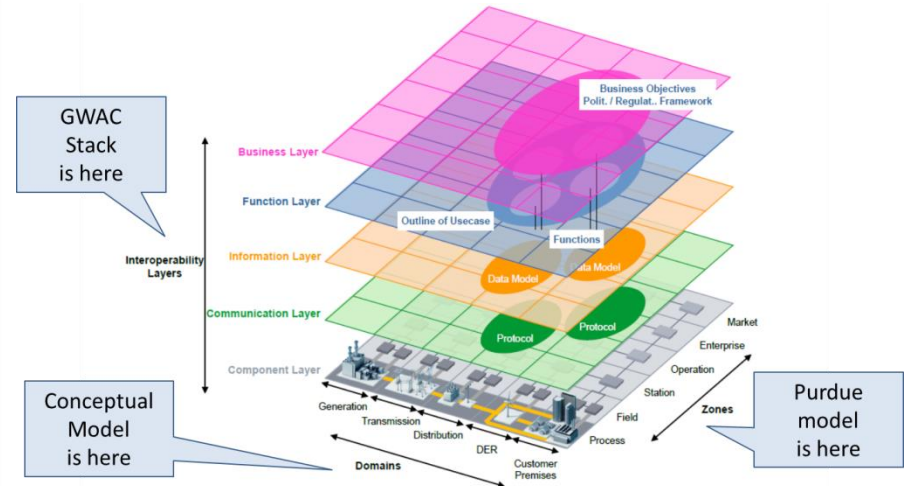 Business Objectives
Polit. / Regulat.. Framework
GWAC
Stack
is here
Business Layer
Function Layer
Outline of Usecase
Functions
Interoperability
Layers
Information Layer
Data Model
Data Model
Communication Layer
Protocol
Protocol
Component Layer
Market
Enterprise
Operation
Station
Field
Process
Zones
Generation
Transmission
Distribution
DER
Customer
Premises
Domains
Conceptual
Model
is here
Purdue
model
is here